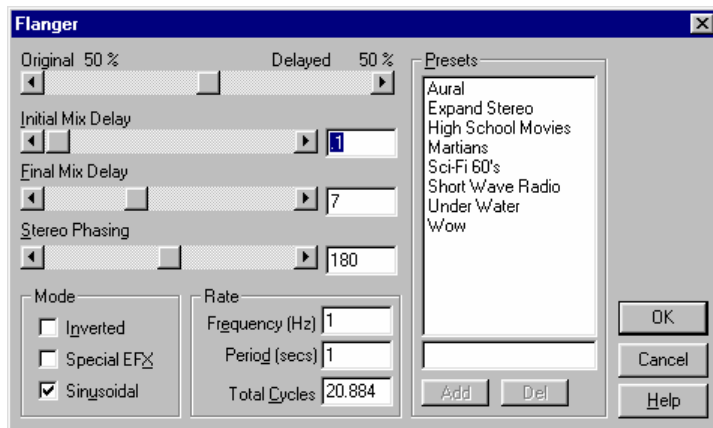 Flanger
Original 50 % Delayed 50 %
Initial Mix Delay
.1
Final Mix Delay
7
Stereo Phasing
180
Mode
Inverted
Special EFX
Sinusoidal
Rate
Frequency (Hz) 1
Period (secs) 1
Total Cycles 20.884
Presets
Aural
Expand Stereo
High School Movies
Martians
Sci-Fi 60's
Short Wave Radio
Under Water
Wow
Add Del
OK
Cancel
Help